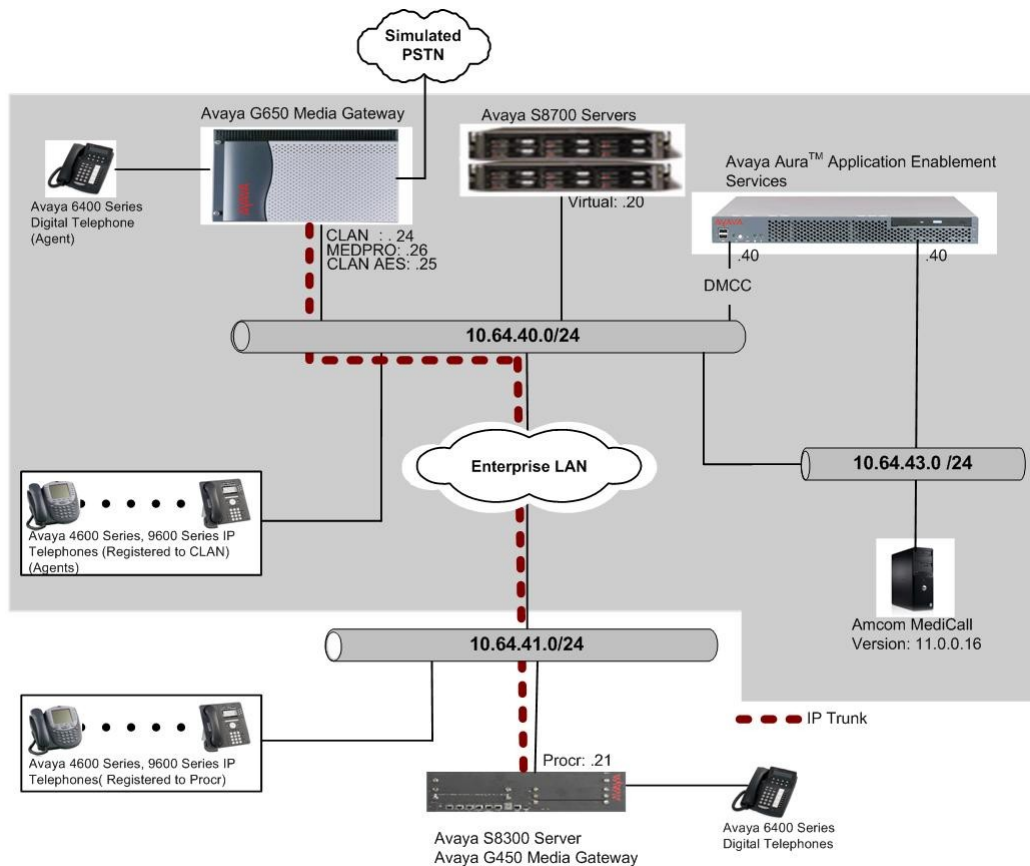 Simulated
PSTN
Avaya G650 Media Gateway
Avaya S8700 Servers
Avaya Aura™ Application Enablement
Services
Avaya 6400 Series
Digital Telephone
(Agent)
Virtual: .20
CLAN : . 24
MEDPRO: .26
CLAN AES: .25
.40
.40
DMCC
10.64.40.0/24
Enterprise LAN
10.64.43.0 /24
Avaya 4600 Series, 9600 Series IP
Telephones (Registered to CLAN)
(Agents)
Amcom MediCall
Version: 11.0.0.16
10.64.41.0/24
IP Trunk
Avaya 4600 Series, 9600 Series IP
Telephones( Registered to Procr)
Procr: .21
Avaya S8300 Server
Avaya G450 Media Gateway
Avaya 6400 Series
Digital Telephones